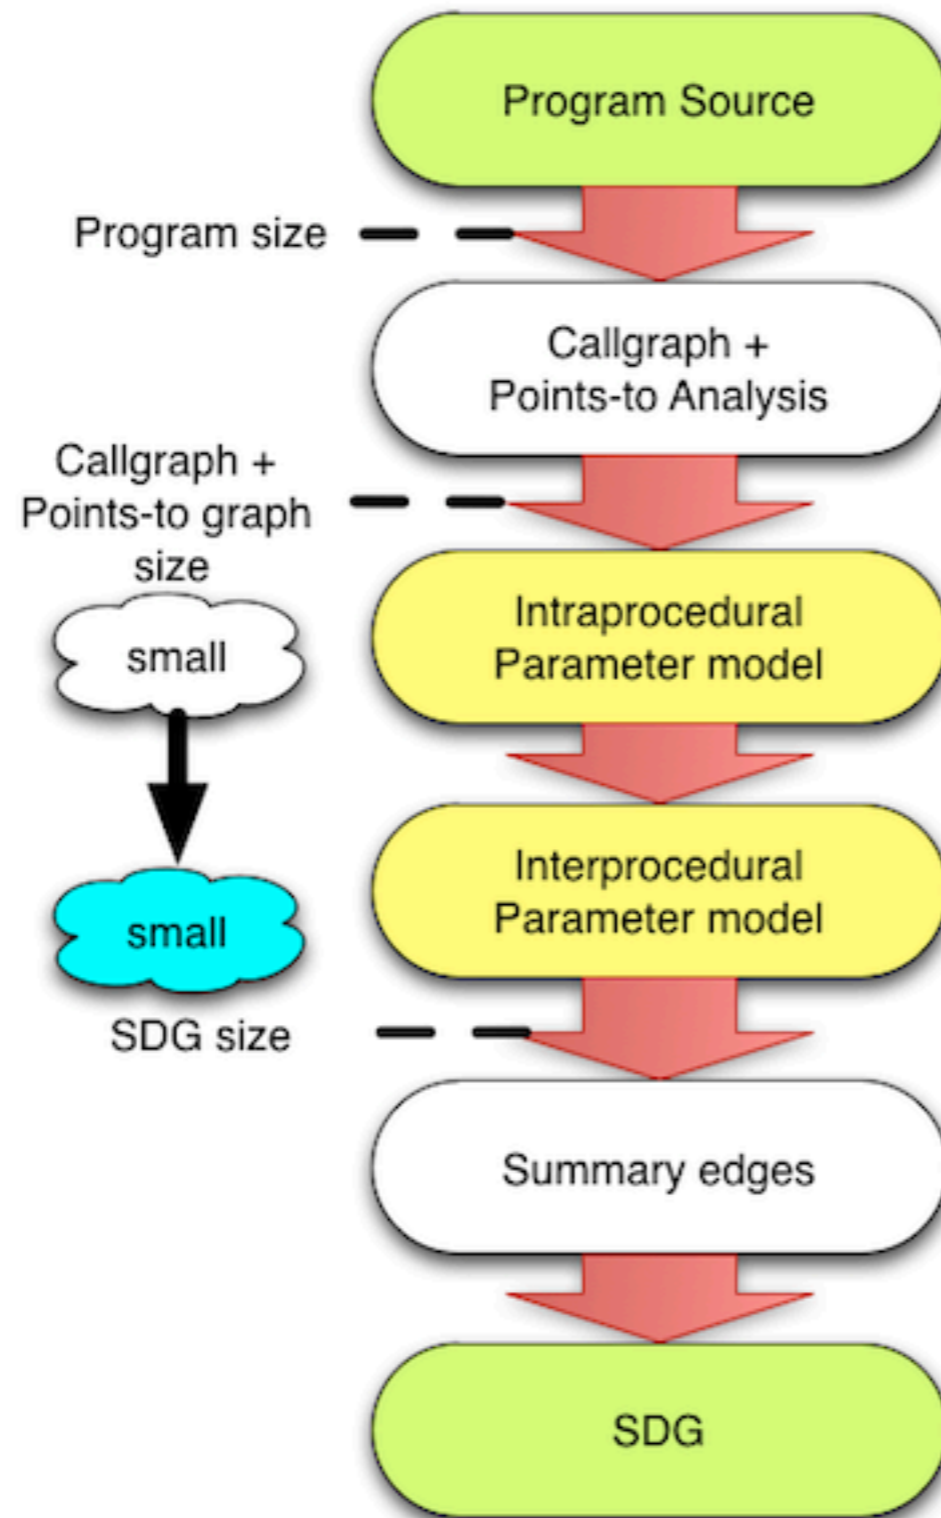 Program Source
Program size
Callgraph +
Points-to Analysis
Callgraph +
Points-to graph
size
small
Intraprocedural
Parameter model
Interprocedural
Parameter model
small
SDG size
Summary edges
SDG